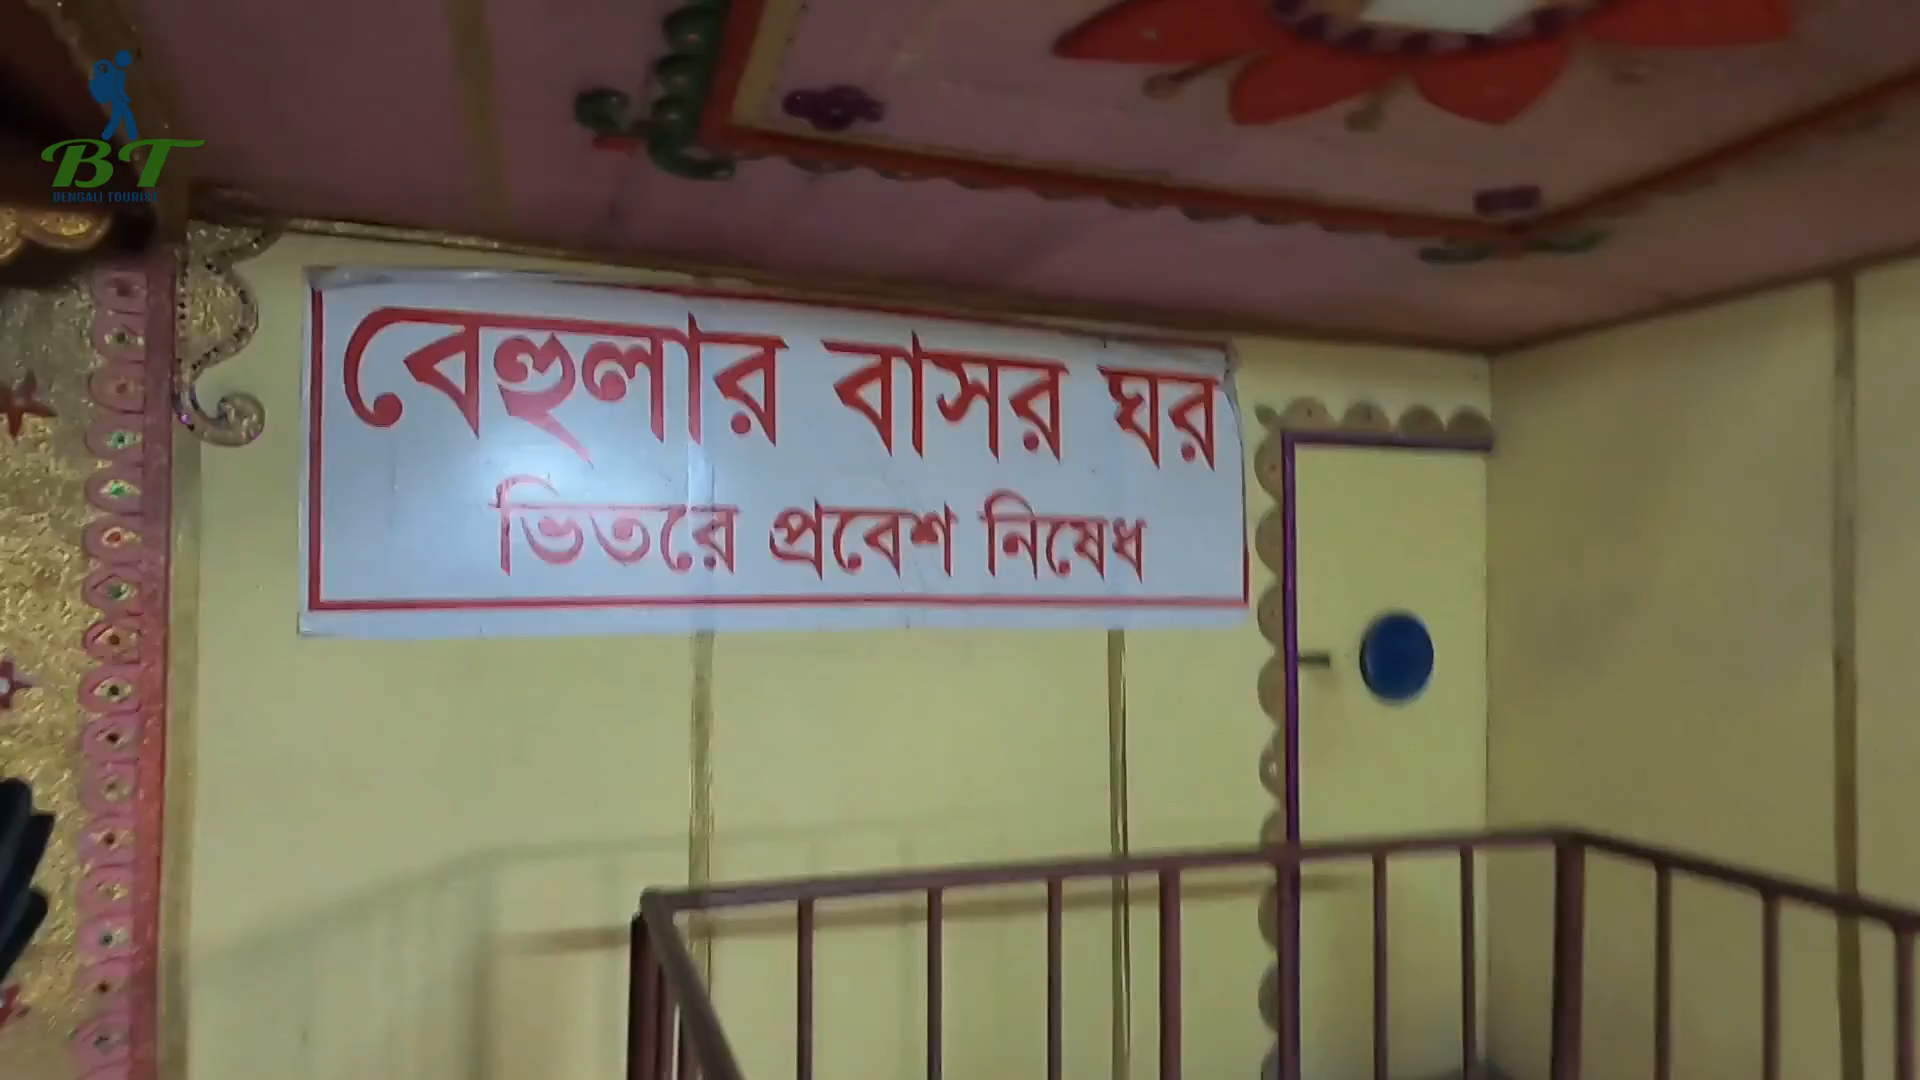 BT
BENGALI TOURIST
বেহুলার বাসর ঘর
ভিতরে প্রবেশ নিষেধ